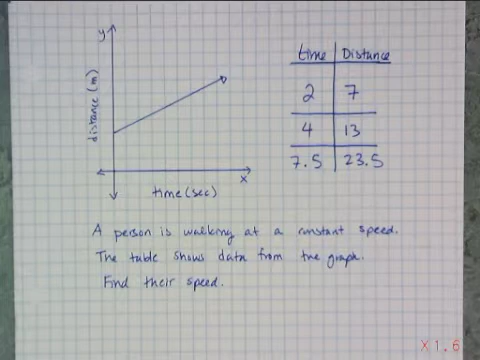 y
distance (m)
x
time (sec)
time Distance
2 7
4 13
7.5 23.5
A person is walking at a constant speed.
The table shows data from the graph.
Find their speed.
X1.6